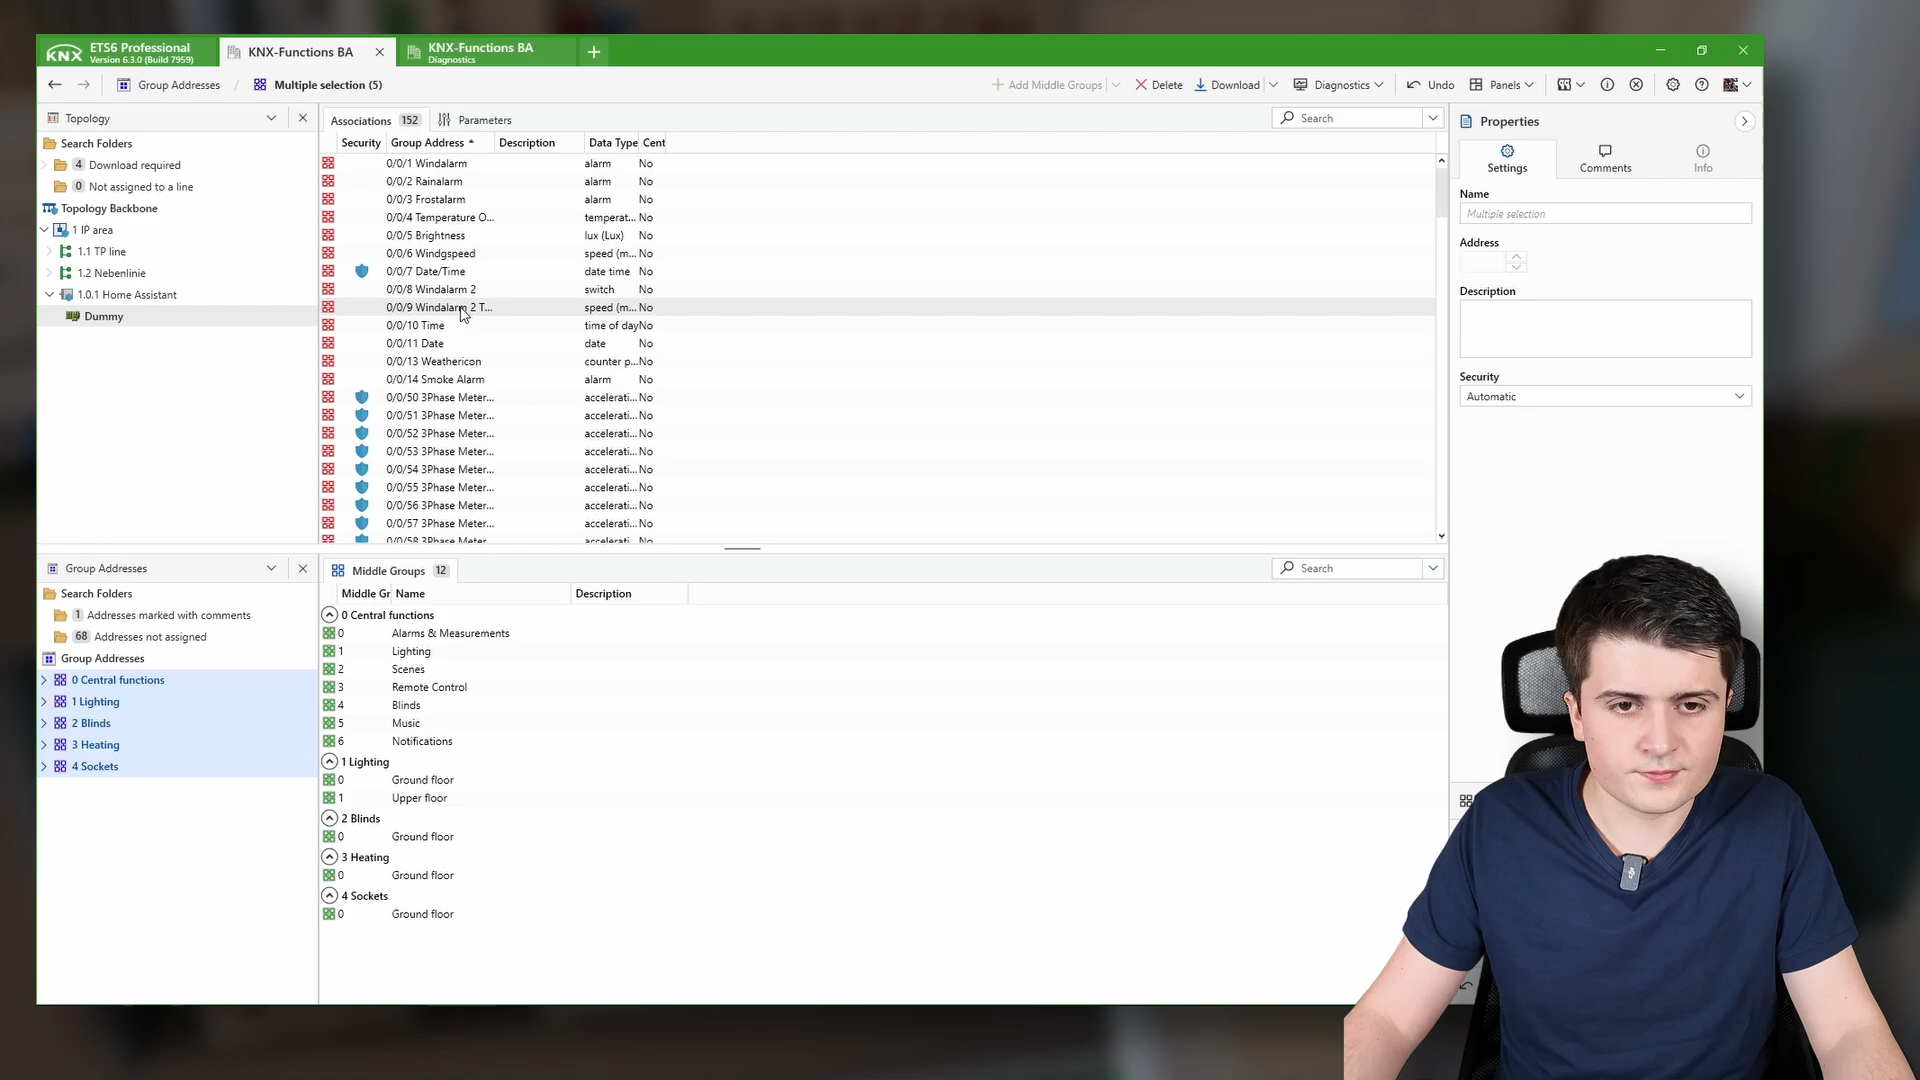 KNX ETS6 Professional
Version 6.3.0 (Build 7959)
KNX-Functions BA
KNX-Functions BA
Diagnostics
Group Addresses / Multiple selection (5)
Add Middle Groups Delete Download Diagnostics Undo Panels
Topology
Search Folders
4 Download required
0 Not assigned to a line
Topology Backbone
1 IP area
1.1 TP line
1.2 Nebenlinie
1.0.1 Home Assistant
Dummy
Associations 152 Parameters
Search
Security Group Address Description Data Type Cent
0/0/1 Windalarm alarm No
0/0/2 Rainalarm alarm No
0/0/3 Frostalarm alarm No
0/0/4 Temperature O... temperat... No
0/0/5 Brightness lux (Lux) No
0/0/6 Windgspeed speed (m... No
0/0/7 Date/Time date time No
0/0/8 Windalarm 2 switch No
0/0/9 Windalarm 2 T... speed (m... No
0/0/10 Time time of day No
0/0/11 Date date No
0/0/13 Weathericon counter p... No
0/0/14 Smoke Alarm alarm No
0/0/50 3Phase Meter... accelerati... No
0/0/51 3Phase Meter... accelerati... No
0/0/52 3Phase Meter... accelerati... No
0/0/53 3Phase Meter... accelerati... No
0/0/54 3Phase Meter... accelerati... No
0/0/55 3Phase Meter... accelerati... No
0/0/56 3Phase Meter... accelerati... No
0/0/57 3Phase Meter... accelerati... No
0/0/58 3Phase Meter accelerati No
Properties
Settings Comments Info
Name
Multiple selection
Address
Description
Security
Automatic
Group Addresses
Search Folders
1 Addresses marked with comments
68 Addresses not assigned
Group Addresses
0 Central functions
1 Lighting
2 Blinds
3 Heating
4 Sockets
Middle Groups 12
Search
Middle Gr Name Description
0 Central functions
0 Alarms & Measurements
1 Lighting
2 Scenes
3 Remote Control
4 Blinds
5 Music
6 Notifications
1 Lighting
0 Ground floor
1 Upper floor
2 Blinds
0 Ground floor
3 Heating
0 Ground floor
4 Sockets
0 Ground floor